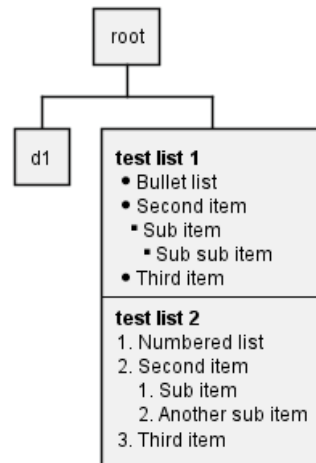 root
d1
test list 1
• Bullet list
• Second item
▪ Sub item
▪ Sub sub item
• Third item
test list 2
1. Numbered list
2. Second item
1. Sub item
2. Another sub item
3. Third item